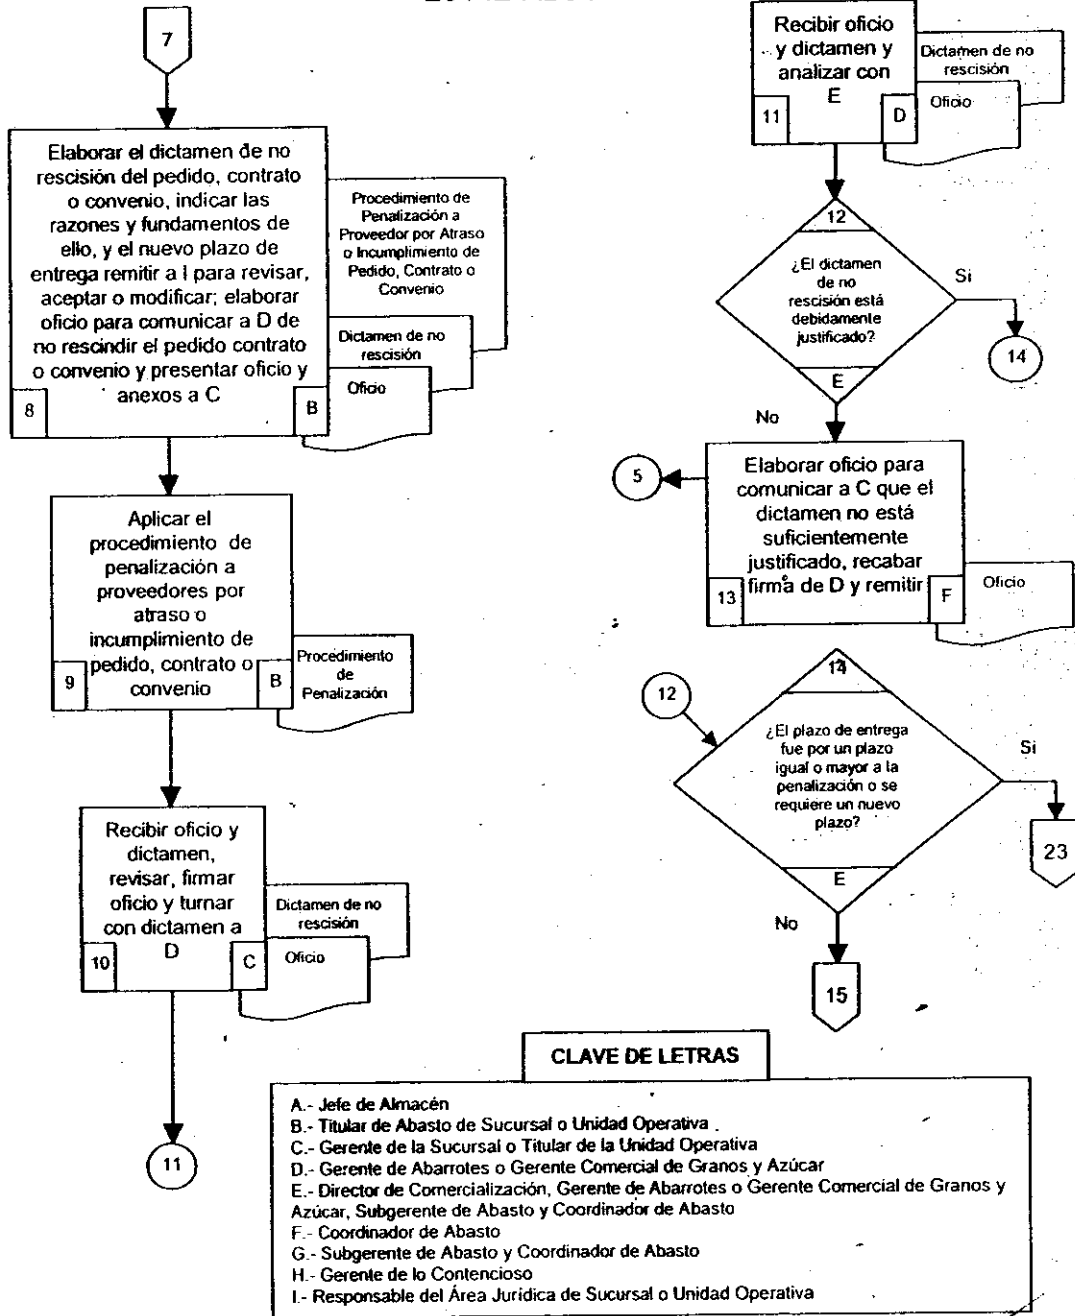 7
Elaborar el dictamen de no
rescisión del pedido, contrato
o convenio, indicar las
razones y fundamentos de
ello, y el nuevo plazo de
entrega remitir a I para revisar,
aceptar o modificar; elaborar
oficio para comunicar a D de
no rescindir el pedido contrato
o convenio y presentar oficio y
anexos a C
8
B
Procedimiento de
Penalización a
Proveedor por Atraso
o Incumplimiento de
Pedido, Contrato o
Convenio
Dictamen de no
rescisión
Oficio
Aplicar el
procedimiento de
penalización a
proveedores por
atraso o
incumplimiento de
pedido, contrato o
convenio
9
B
Procedimiento
de
Penalización
Recibir oficio y
dictamen,
revisar, firmar
oficio y turnar
con dictamen a
D
10
C
Dictamen de no
rescisión
Oficio
11
Recibir oficio
y dictamen y
analizar con
E
11
D
Dictamen de no
rescisión
Oficio
12
¿El dictamen
de no
rescisión está
debidamente
justificado?
E
Si
14
No
5
Elaborar oficio para
comunicar a C que el
dictamen no está
suficientemente
justificado, recabar
firma de D y remitir
13
F
Oficio
12
14
¿El plazo de entrega
fue por un plazo
igual o mayor a la
penalización o se
requiere un nuevo
plazo?
E
Si
23
No
15
CLAVE DE LETRAS
A.- Jefe de Almacén
B.- Titular de Abasto de Sucursal o Unidad Operativa
C.- Gerente de la Sucursal o Titular de la Unidad Operativa
D.- Gerente de Abarrotes o Gerente Comercial de Granos y Azúcar
E.- Director de Comercialización, Gerente de Abarrotes o Gerente Comercial de Granos y
Azúcar, Subgerente de Abasto y Coordinador de Abasto
F.- Coordinador de Abasto
G.- Subgerente de Abasto y Coordinador de Abasto
H.- Gerente de lo Contencioso
I.- Responsable del Área Jurídica de Sucursal o Unidad Operativa